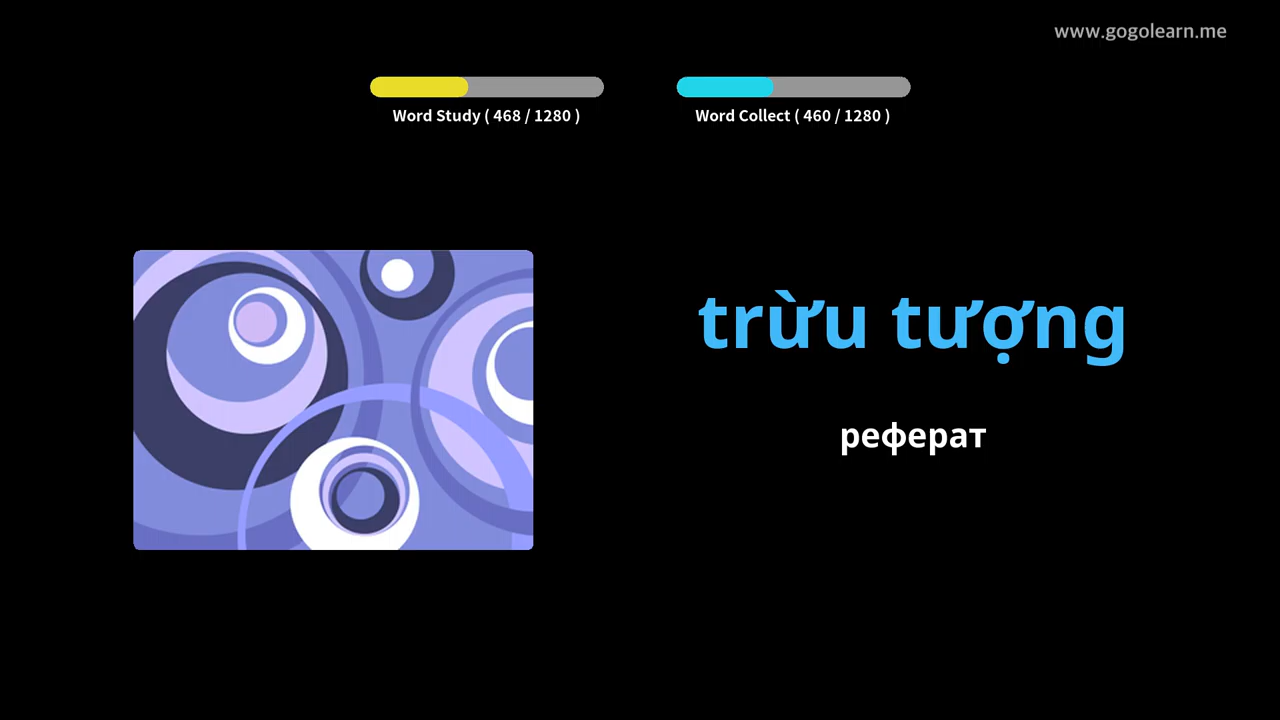 www.gogolearn.me
Word Study ( 468 / 1280 )
Word Collect ( 460 / 1280 )
trừu tượng
реферат